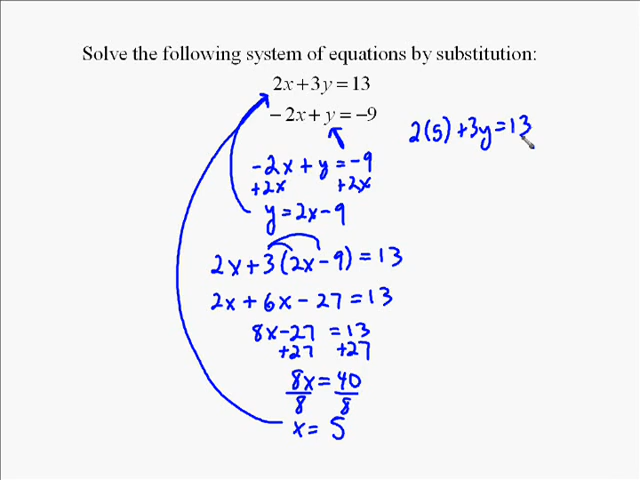 Solve the following system of equations by substitution:
2x + 3y = 13
- 2x + y = -9
2(5) + 3y = 13
-2x + y = -9
+2x +2x
y = 2x - 9
2x + 3(2x - 9) = 13
2x + 6x - 27 = 13
8x - 27 = 13
+27 +27
8x = 40
8 8
x = 5